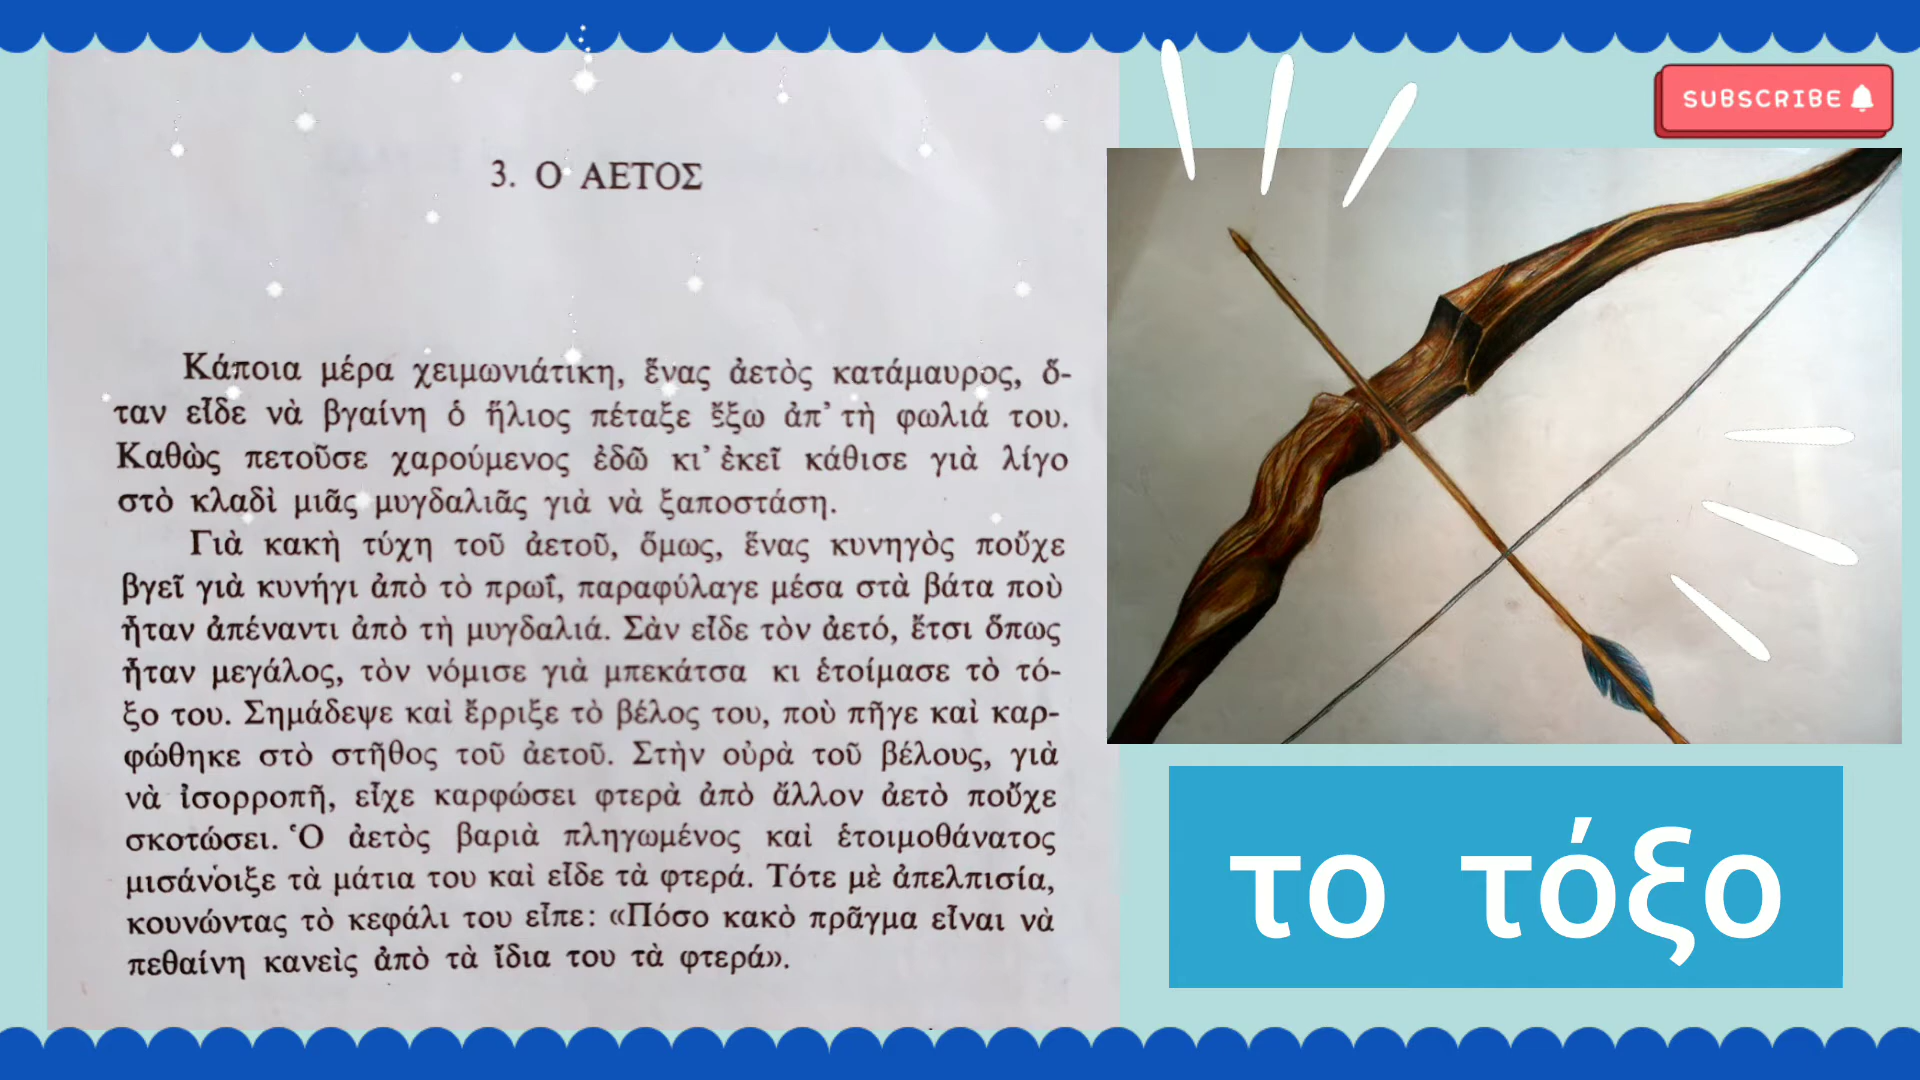 SUBSCRIBE
3. Ο ΑΕΤΟΣ
Κάποια μέρα χειμωνιάτικη, ἕνας ἀετὸς κατάμαυρος, ὅ-
ταν εἶδε νὰ βγαίνη ὁ ἥλιος πέταξε ἔξω ἀπ' τὴ φωλιά του.
Καθὼς πετοῦσε χαρούμενος ἐδῶ κι' ἐκεῖ κάθισε γιὰ λίγο
στὸ κλαδὶ μιᾶς μυγδαλιᾶς γιὰ νὰ ξαποστάση.
Γιὰ κακὴ τύχη τοῦ ἀετοῦ, ὅμως, ἕνας κυνηγὸς ποὖχε
βγεῖ γιὰ κυνήγι ἀπὸ τὸ πρωῒ, παραφύλαγε μέσα στὰ βάτα ποὺ
ἦταν ἀπέναντι ἀπὸ τὴ μυγδαλιά. Σὰν εἶδε τὸν ἀετό, ἔτσι ὅπως
ἦταν μεγάλος, τὸν νόμισε γιὰ μπεκάτσα κι ἑτοίμασε τὸ τό-
ξο του. Σημάδεψε καὶ ἔρριξε τὸ βέλος του, ποὺ πῆγε καὶ καρ-
φώθηκε στὸ στῆθος τοῦ ἀετοῦ. Στὴν οὐρὰ τοῦ βέλους, γιὰ
νὰ ἰσορροπῆ, εἶχε καρφώσει φτερὰ ἀπὸ ἄλλον ἀετὸ ποὖχε
σκοτώσει. Ὁ ἀετὸς βαριὰ πληγωμένος καὶ ἑτοιμοθάνατος
μισάνοιξε τὰ μάτια του καὶ εἶδε τὰ φτερά. Τότε μὲ ἀπελπισία,
κουνώντας τὸ κεφάλι του εἶπε: «Πόσο κακὸ πρᾶγμα εἶναι νὰ
πεθαίνη κανεὶς ἀπὸ τὰ ἴδια του τὰ φτερά».
το τόξο